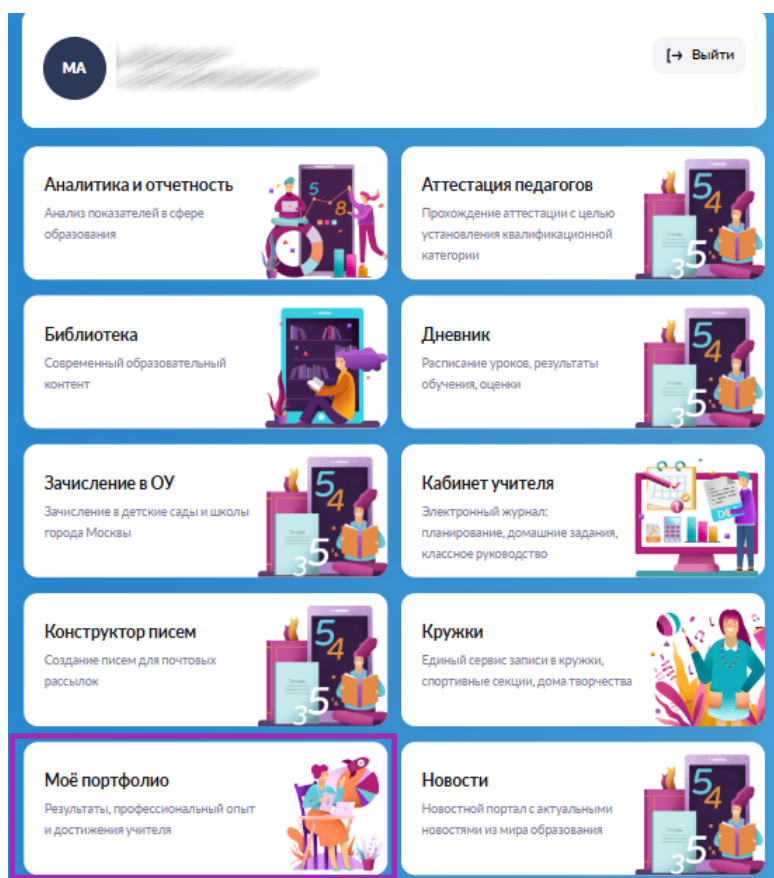 МА
Выйти
Аналитика и отчетность
Анализ показателей в сфере
образования
Аттестация педагогов
Прохождение аттестации с целью
установления квалификационной
категории
Библиотека
Современный образовательный
контент
Дневник
Расписание уроков, результаты
обучения, оценки
Зачисление в ОУ
Зачисление в детские сады и школы
города Москвы
Кабинет учителя
Электронный журнал:
планирование, домашние задания,
классное руководство
Конструктор писем
Создание писем для почтовых
рассылок
Кружки
Единый сервис записи в кружки,
спортивные секции, дома творчества
Моё портфолио
Результаты, профессиональный опыт
и достижения учителя
Новости
Новостной портал с актуальными
новостями из мира образования